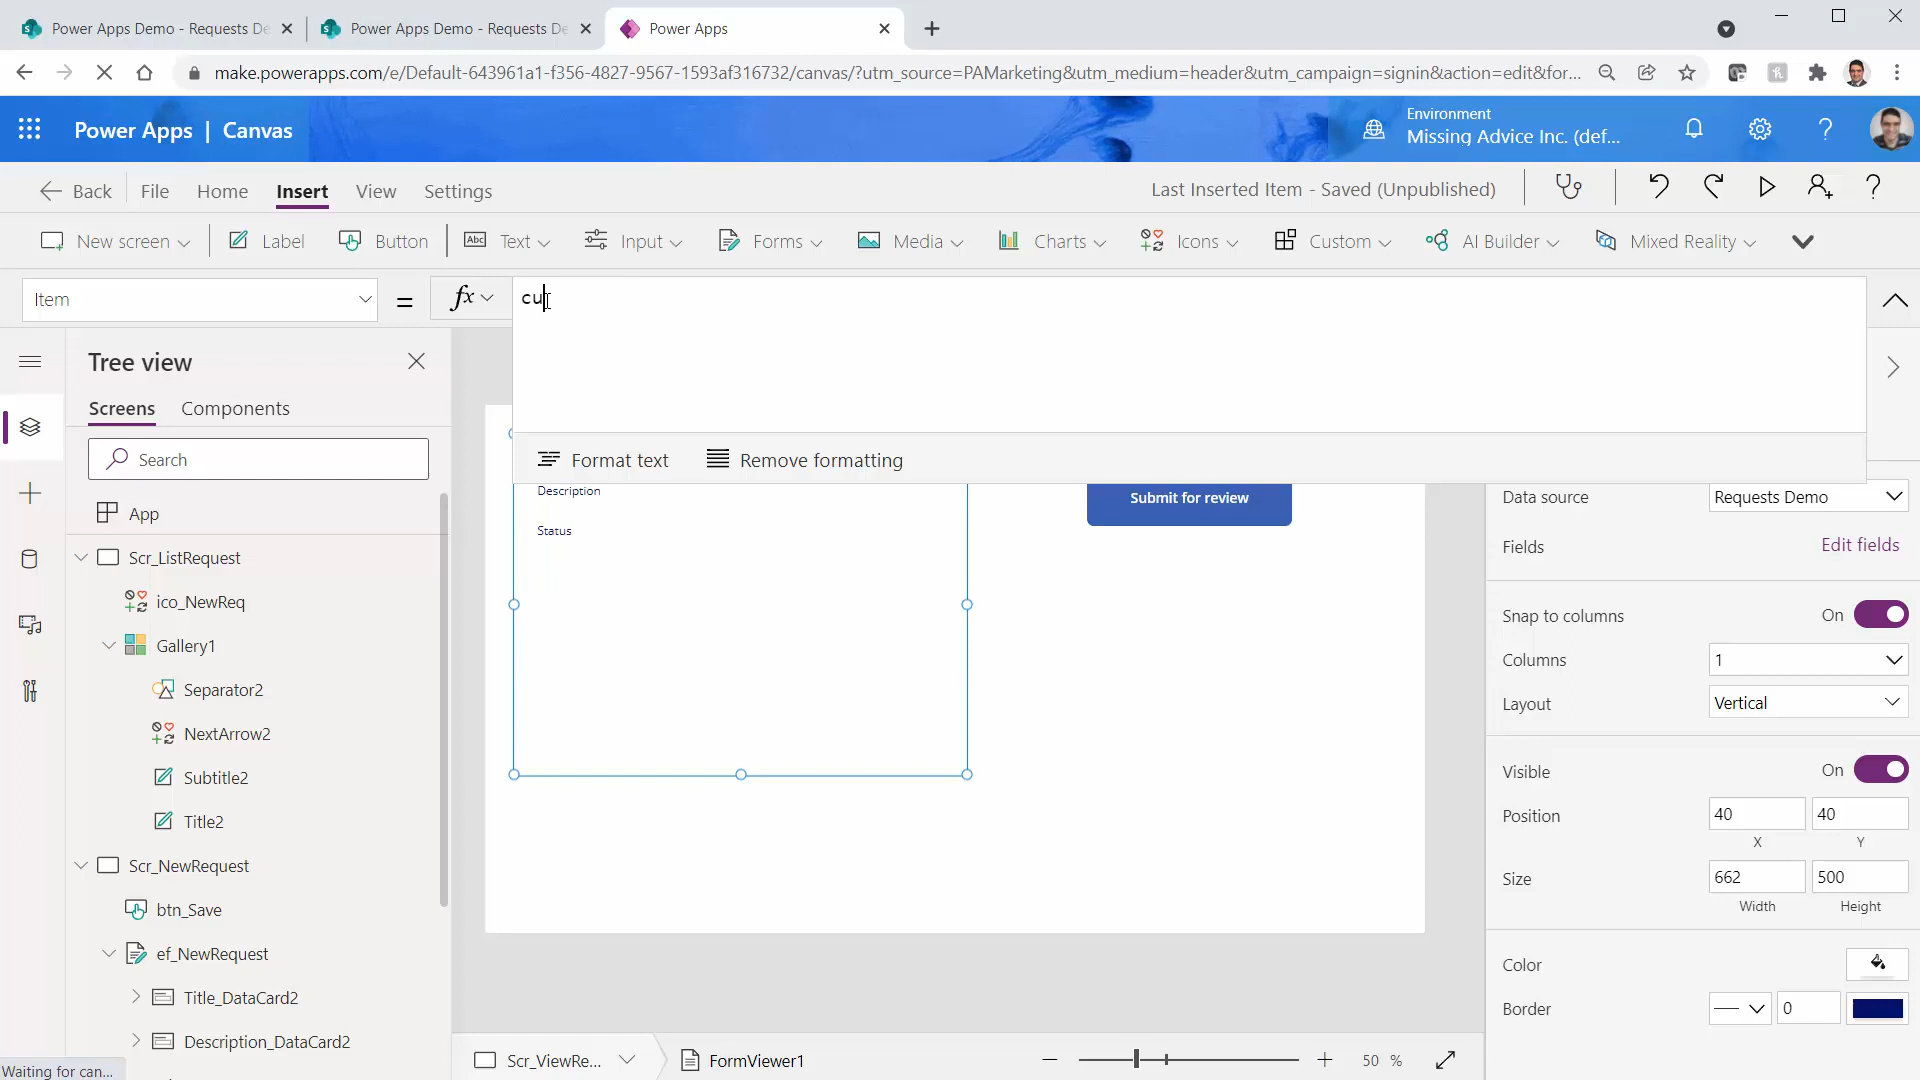 Power Apps Demo - Requests De
Power Apps Demo - Requests De
Power Apps
make.powerapps.com/e/Default-643961a1-f356-4827-9567-1593af316732/canvas/?utm_source=PAMarketing&utm_medium=header&utm_campaign=signin&action=edit&for...
Power Apps | Canvas
Environment
Missing Advice Inc. (def...
Back
File
Home
Insert
View
Settings
Last Inserted Item - Saved (Unpublished)
New screen
Label
Button
Abc
Text
Input
Forms
Media
Charts
Icons
Custom
AI Builder
Mixed Reality
Item
=
fx
cu
Tree view
Screens
Components
Search
Format text
Remove formatting
App
Scr_ListRequest
ico_NewReq
Gallery1
Separator2
NextArrow2
Subtitle2
Title2
Scr_NewRequest
btn_Save
ef_NewRequest
Title_DataCard2
Description_DataCard2
Description
Status
Submit for review
Data source
Requests Demo
Fields
Edit fields
Snap to columns
On
Columns
1
Layout
Vertical
Visible
On
Position
40
40
X
Y
Size
662
500
Width
Height
Color
Border
0
Waiting for can...
Scr_ViewRe...
FormViewer1
50 %